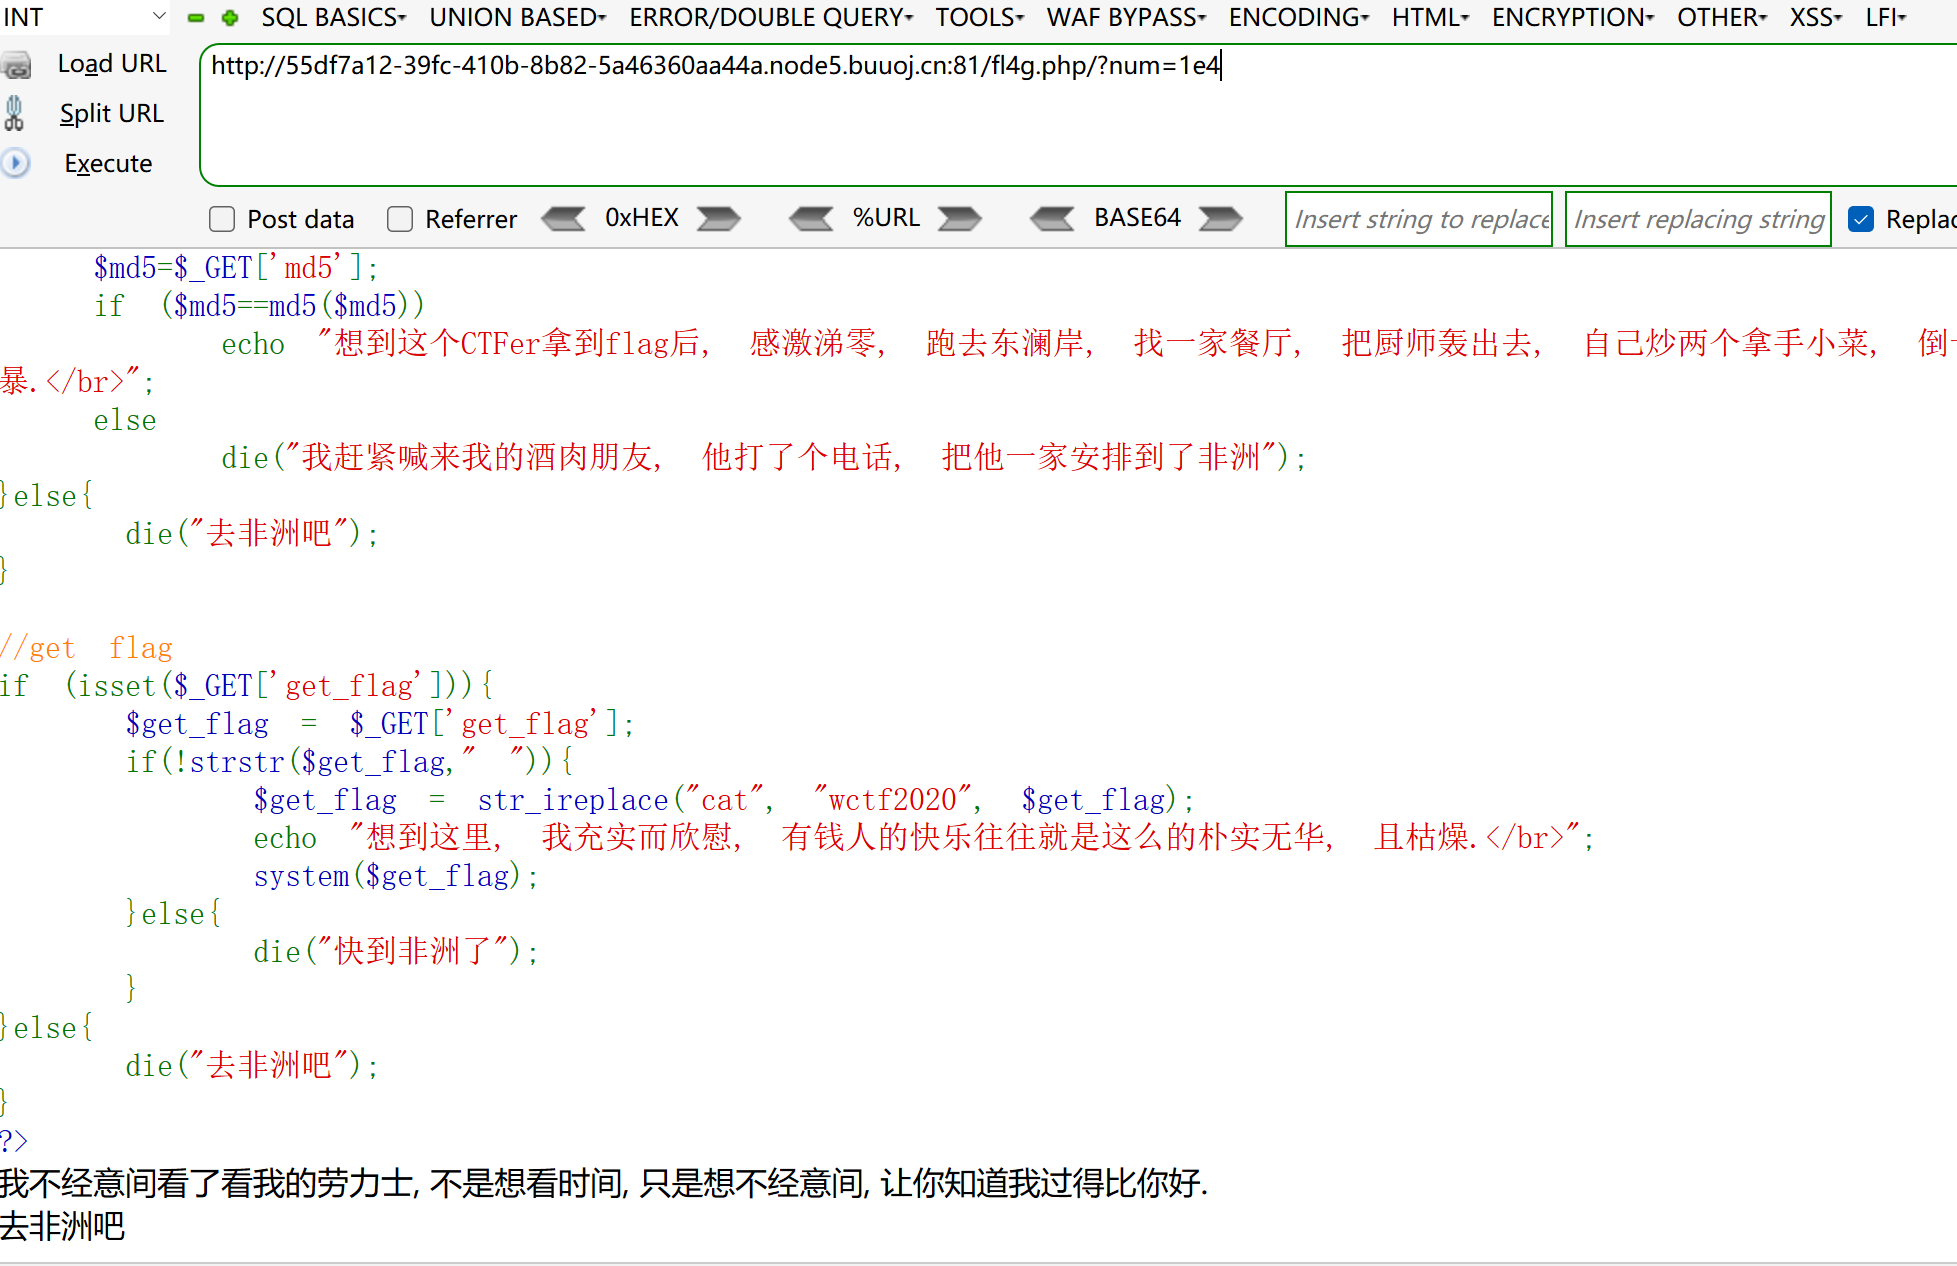 INT SQL BASICS UNION BASED ERROR/DOUBLE QUERY TOOLS WAF BYPASS ENCODING HTML ENCRYPTION OTHER XSS LFI
Load URL
http://55df7a12-39fc-410b-8b82-5a46360aa44a.node5.buuoj.cn:81/fl4g.php/?num=1e4
Split URL
Execute
Post data Referrer 0xHEX %URL BASE64 Insert string to replace Insert replacing string Replac
$md5=$_GET['md5'];
if ($md5==md5($md5))
echo "想到这个CTFer拿到flag后, 感激涕零, 跑去东澜岸, 找一家餐厅, 把厨师轰出去, 自己炒两个拿手小菜, 倒
暴.</br>";
else
die("我赶紧喊来我的酒肉朋友, 他打了个电话, 把他一家安排到了非洲");
}else{
die("去非洲吧");
}
//get flag
if (isset($_GET['get_flag'])){
$get_flag = $_GET['get_flag'];
if(!strstr($get_flag," ")){
$get_flag = str_ireplace("cat", "wctf2020", $get_flag);
echo "想到这里, 我充实而欣慰, 有钱人的快乐往往就是这么的朴实无华, 且枯燥.</br>";
system($get_flag);
}else{
die("快到非洲了");
}
}else{
die("去非洲吧");
}
?>
我不经意间看了看我的劳力士, 不是想看时间, 只是想不经意间, 让你知道我过得比你好.
去非洲吧